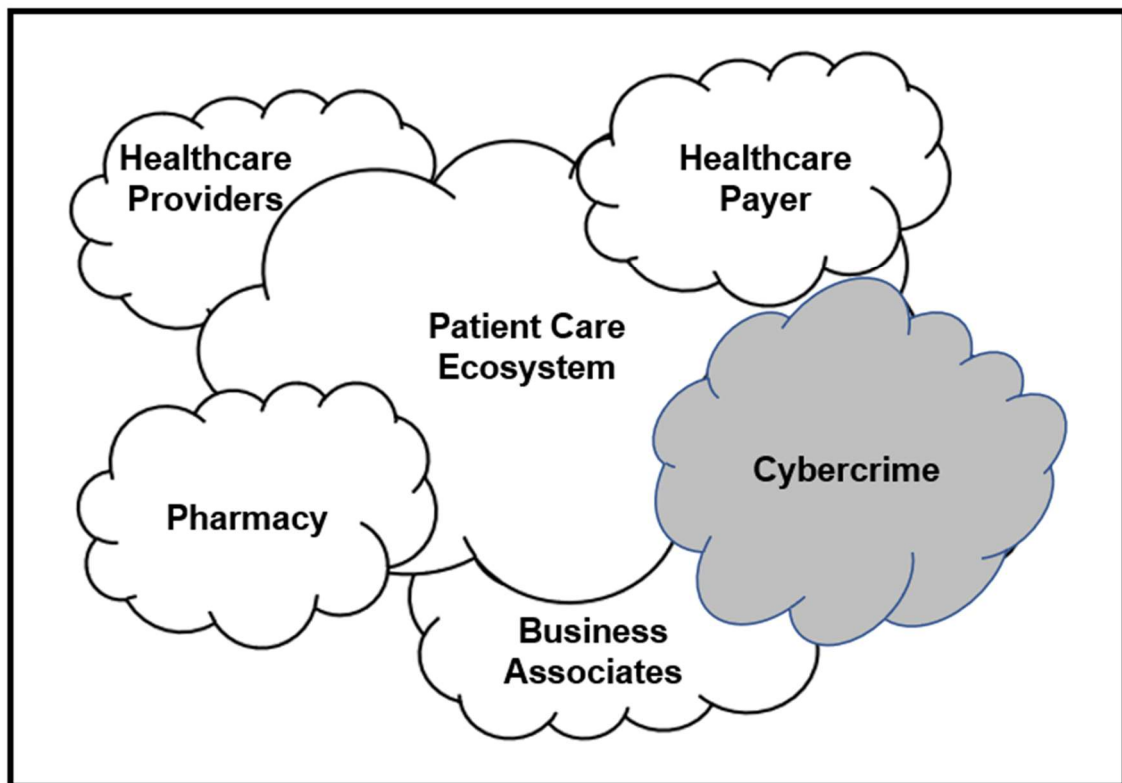 Healthcare
Providers
Healthcare
Payer
Patient Care
Ecosystem
Cybercrime
Pharmacy
Business
Associates